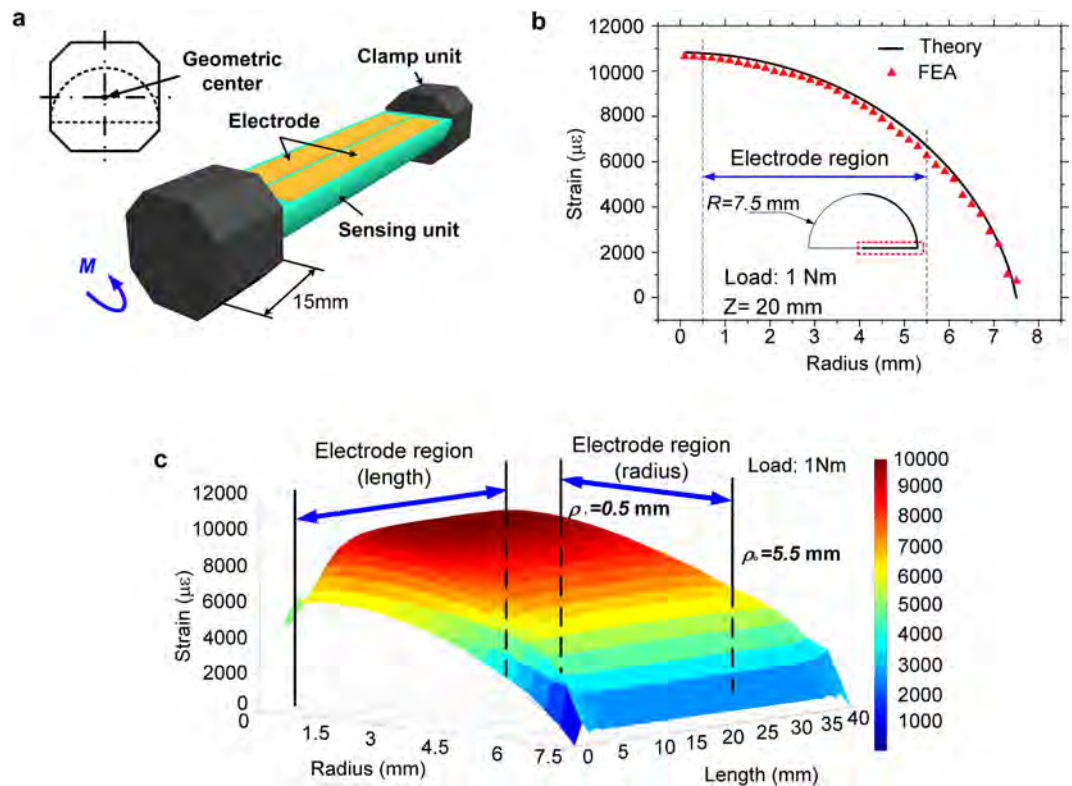 a
Geometric
center
Clamp unit
Electrode
Sensing unit
M
15mm
b
12000
10000
8000
6000
4000
2000
0
Strain (με)
Theory
FEA
Electrode region
R=7.5 mm
Load: 1 Nm
Z= 20 mm
0 1 2 3 4 5 6 7 8
Radius (mm)
c
Electrode region
(length)
Electrode region
(radius)
Load: 1Nm
ρ =0.5 mm
ρ =5.5 mm
12000
10000
8000
6000
4000
2000
0
Strain (με)
0 1.5 3 4.5 6 7.5
Radius (mm)
0 5 10 15 20 25 30 35 40
Length (mm)
10000
9000
8000
7000
6000
5000
4000
3000
2000
1000